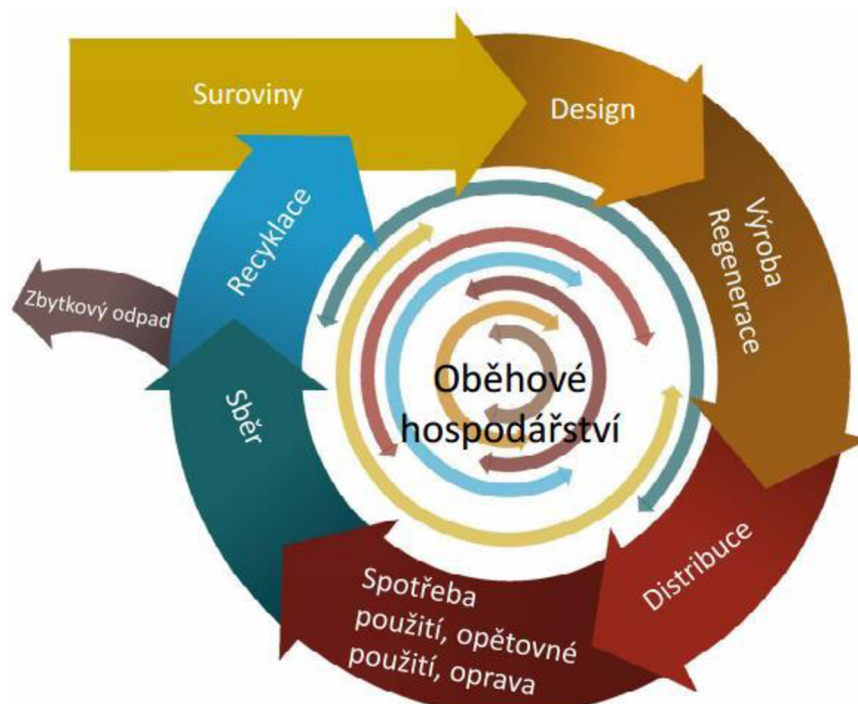 Suroviny
Design
Výroba
Regenerace
Distribuce
Spotřeba
použití, opětovné
použití, oprava
Sběr
Zbytkový odpad
Recyklace
Oběhové
hospodářství